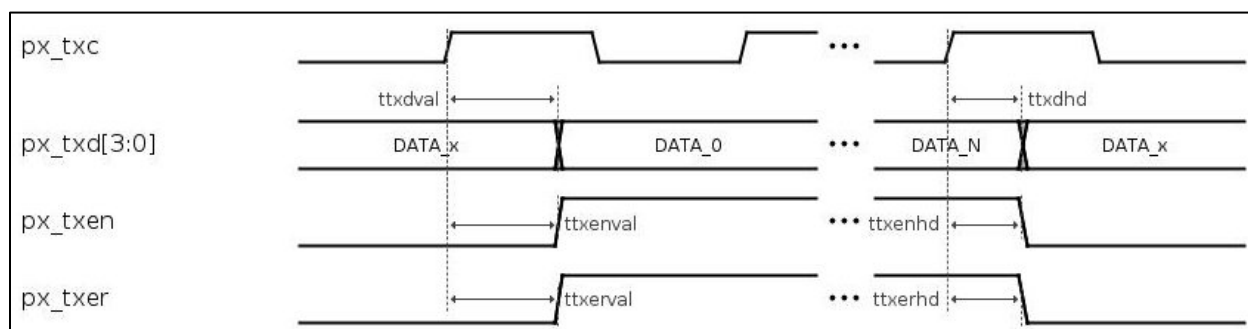 px_txc
•••
ttxdval
ttxdhd
px_txd[3:0]
DATA_x DATA_0 ••• DATA_N DATA_x
px_txen
ttxenval ••• ttxenhd
px_txer
ttxerval ••• ttxerhd